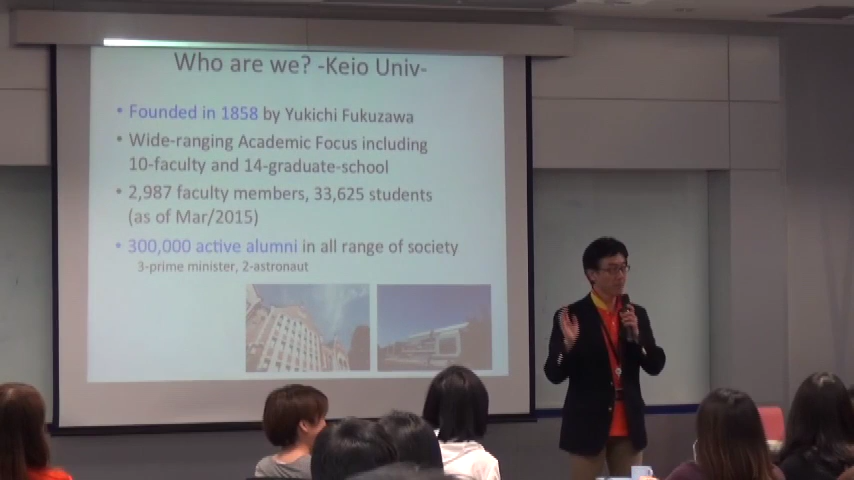 Who are we? -Keio Univ-
• Founded in 1858 by Yukichi Fukuzawa
• Wide-ranging Academic Focus including
10-faculty and 14-graduate-school
• 2,987 faculty members, 33,625 students
(as of Mar/2015)
• 300,000 active alumni in all range of society
3-prime minister, 2-astronaut